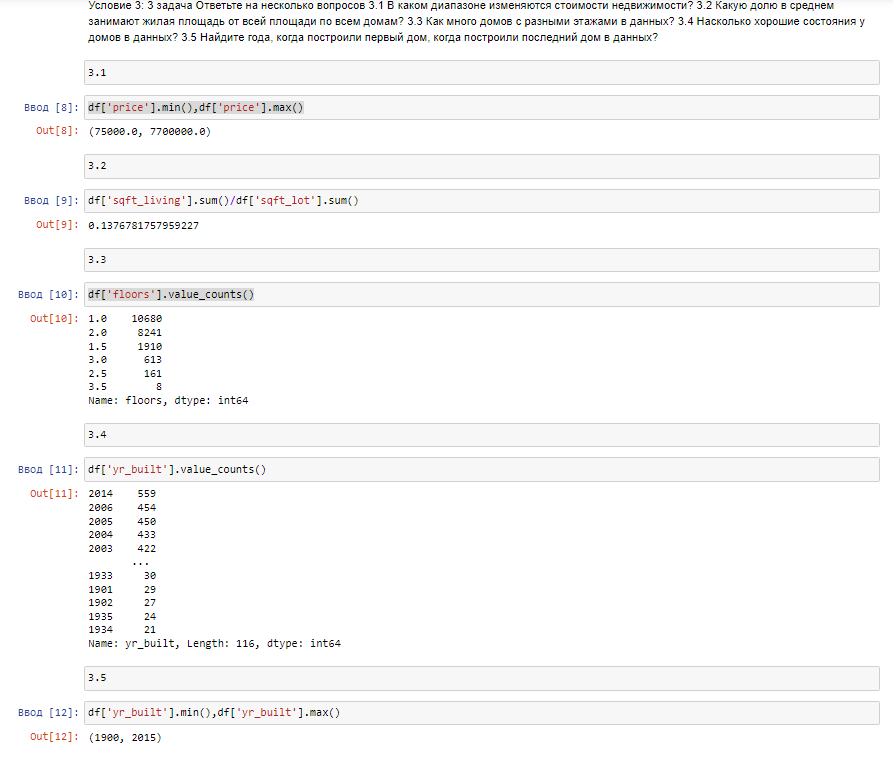 Условие 3: 3 задача Ответьте на несколько вопросов 3.1 В каком диапазоне изменяются стоимости недвижимости? 3.2 Какую долю в среднем
занимают жилая площадь от всей площади по всем домам? 3.3 Как много домов с разными этажами в данных? 3.4 Насколько хорошие состояния у
домов в данных? 3.5 Найдите года, когда построили первый дом, когда построили последний дом в данных?
3.1
Ввод [8]: df['price'].min(),df['price'].max()
Out[8]: (75000.0, 7700000.0)
3.2
Ввод [9]: df['sqft_living'].sum()/df['sqft_lot'].sum()
Out[9]: 0.1376781757959227
3.3
Ввод [10]: df['floors'].value_counts()
Out[10]: 1.0 10680
2.0 8241
1.5 1910
3.0 613
2.5 161
3.5 8
Name: floors, dtype: int64
3.4
Ввод [11]: df['yr_built'].value_counts()
Out[11]: 2014 559
2006 454
2005 450
2004 433
2003 422
...
1933 30
1901 29
1902 27
1935 24
1934 21
Name: yr_built, Length: 116, dtype: int64
3.5
Ввод [12]: df['yr_built'].min(),df['yr_built'].max()
Out[12]: (1900, 2015)